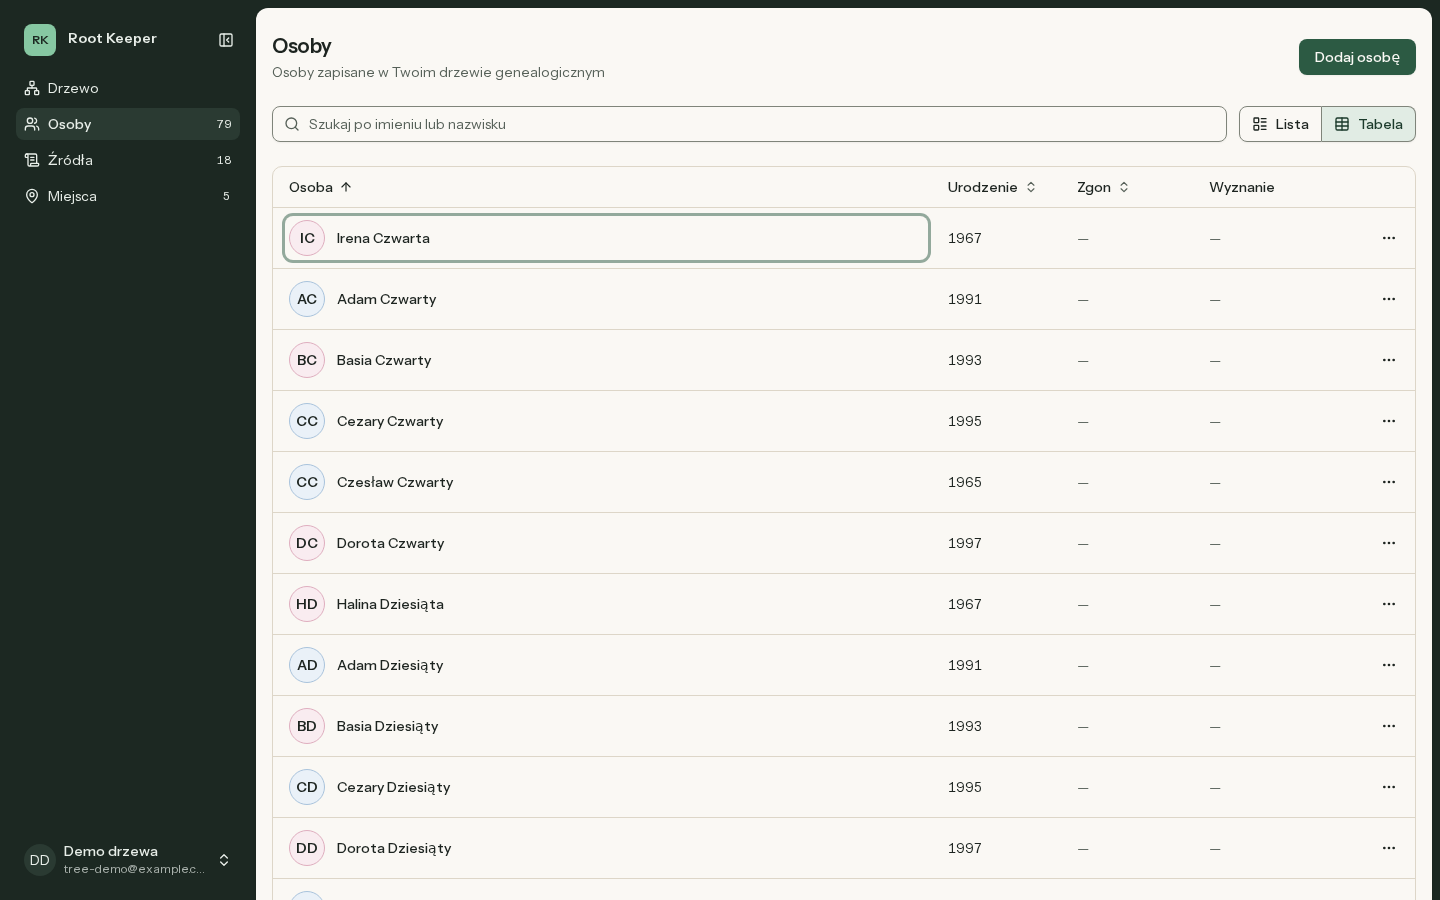 RK Root Keeper
Drzewo
Osoby 79
Źródła 18
Miejsca 5
Osoby
Osoby zapisane w Twoim drzewie genealogicznym
Dodaj osobę
Szukaj po imieniu lub nazwisku
Lista
Tabela
Osoba Urodzenie Zgon Wyznanie
IC Irena Czwarta 1967 — —
AC Adam Czwarty 1991 — —
BC Basia Czwarty 1993 — —
CC Cezary Czwarty 1995 — —
CC Czesław Czwarty 1965 — —
DC Dorota Czwarty 1997 — —
HD Halina Dziesiąta 1967 — —
AD Adam Dziesiąty 1991 — —
BD Basia Dziesiąty 1993 — —
CD Cezary Dziesiąty 1995 — —
DD Dorota Dziesiąty 1997 — —
DD Demo drzewa
tree-demo@example.c...